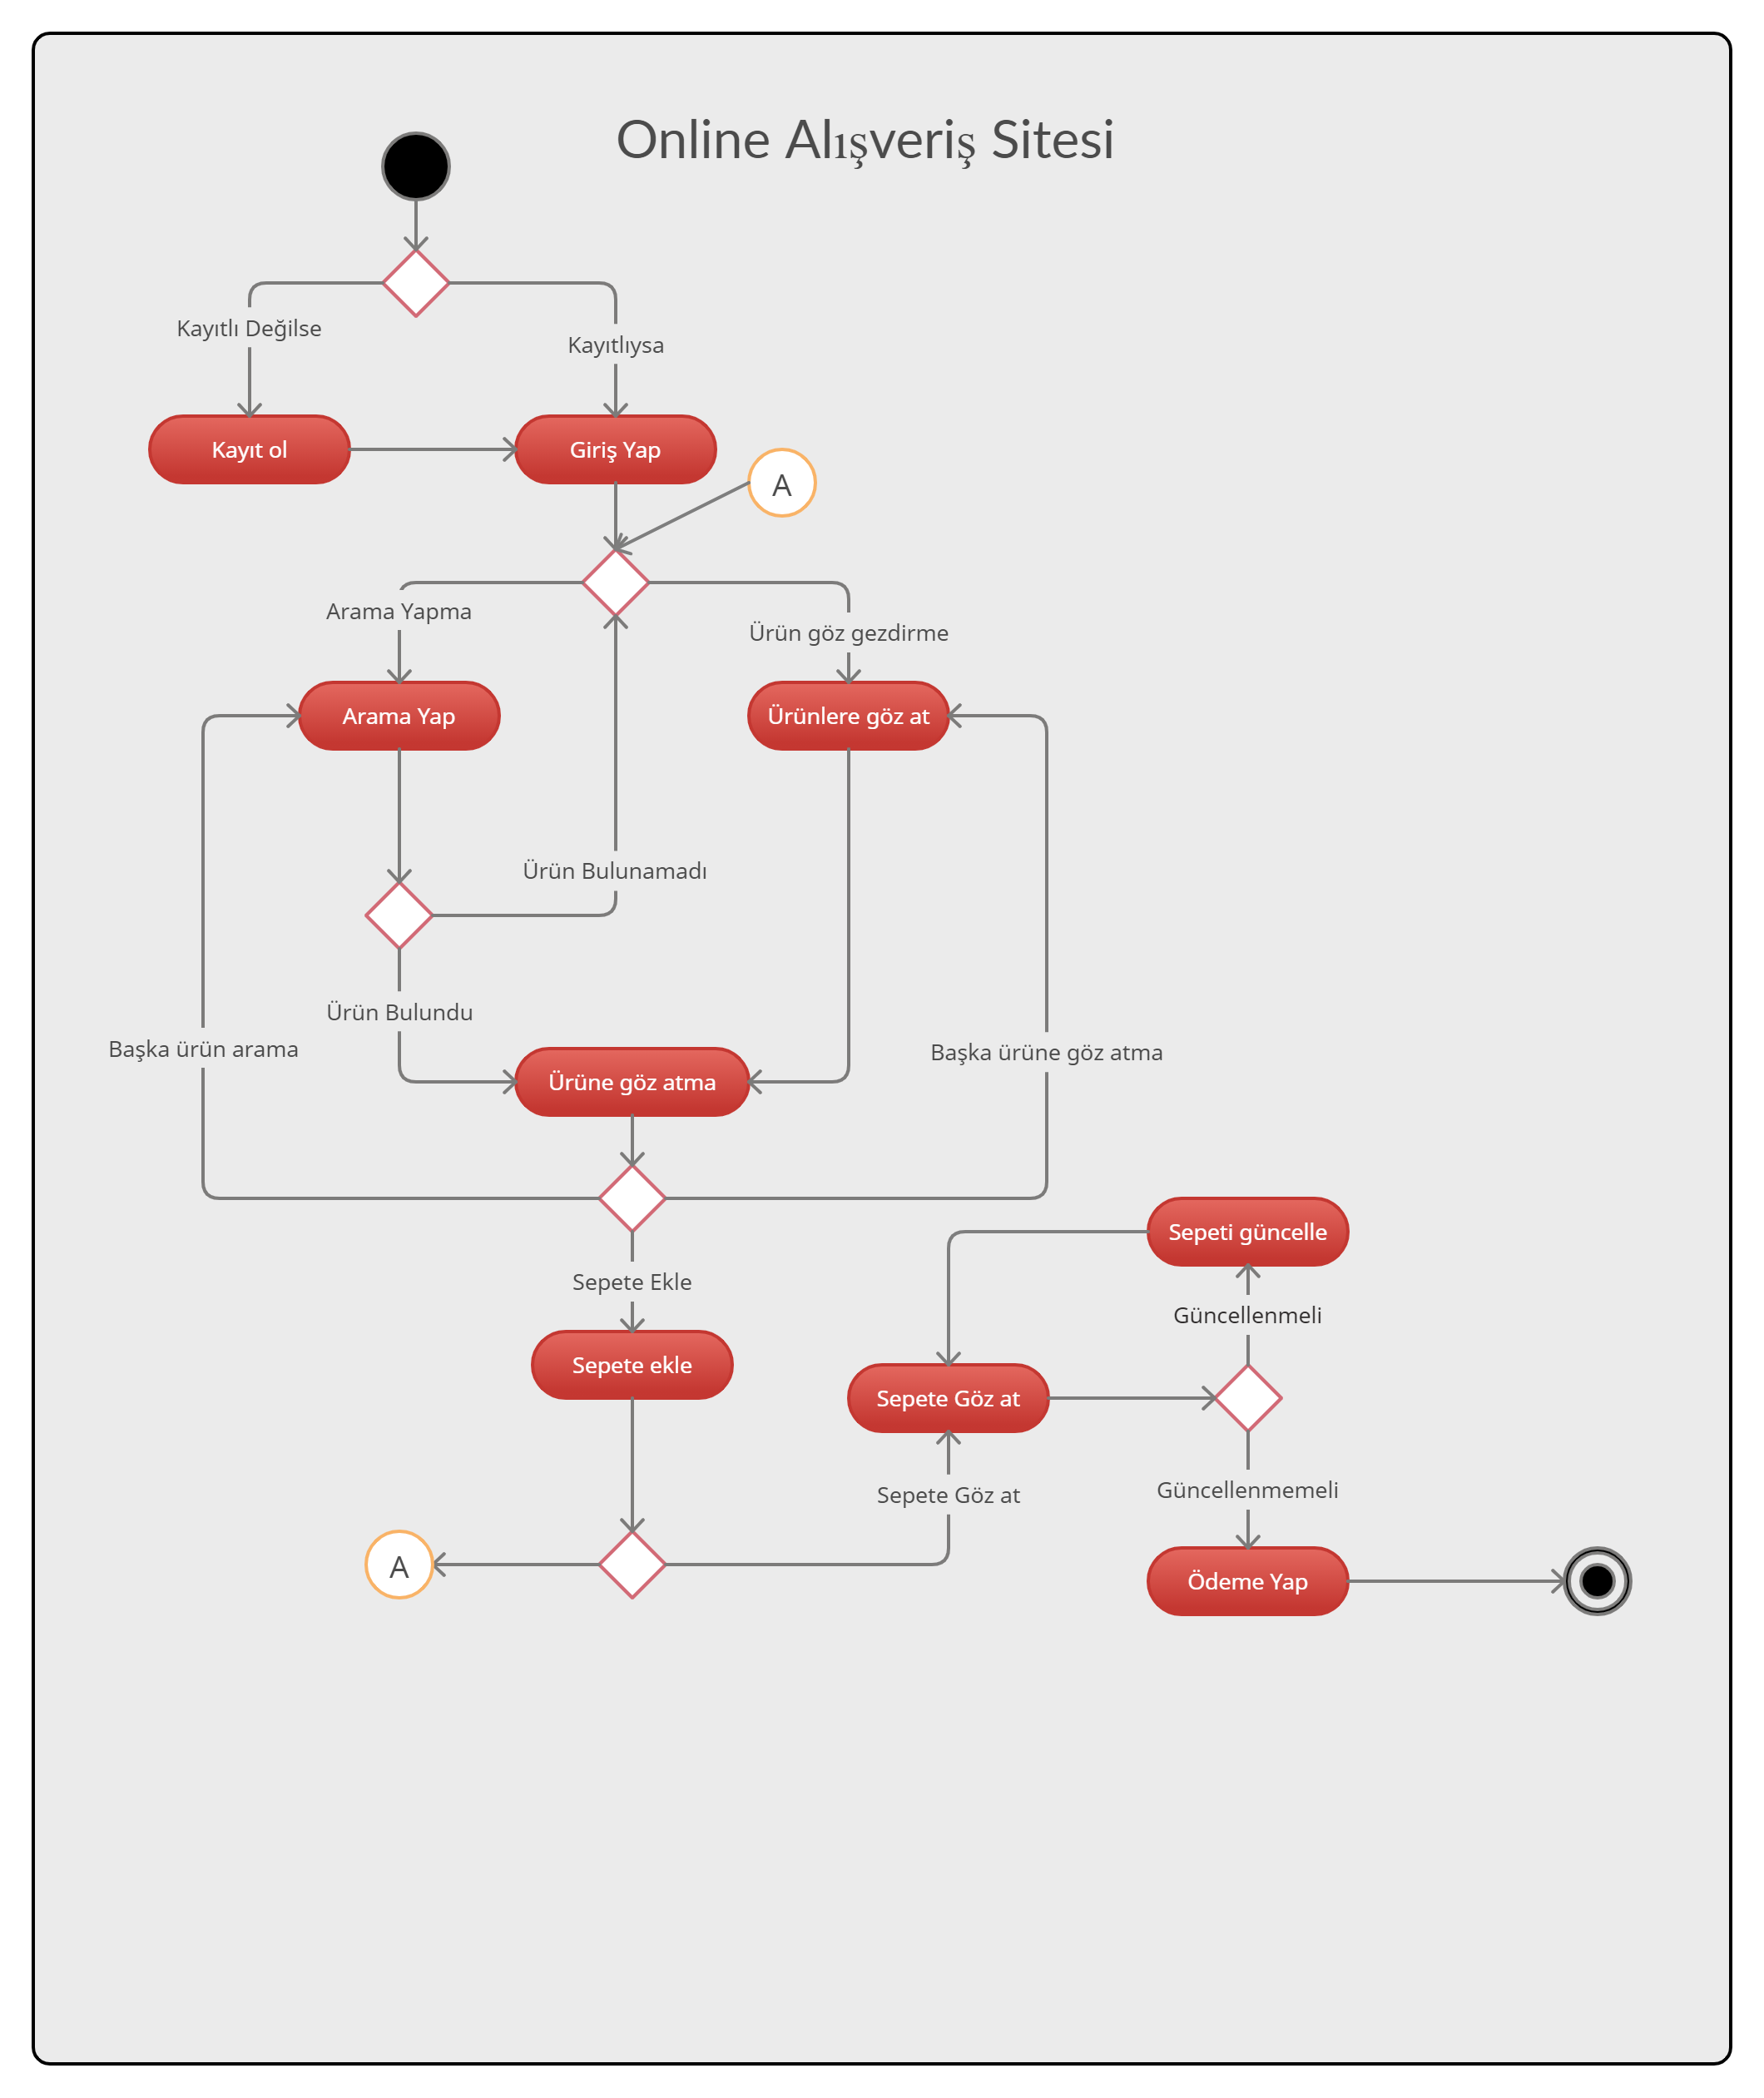 Online Alışveriş Sitesi
Kayıtlı Değilse
Kayıtlıysa
Kayıt ol
Giriş Yap
A
Arama Yapma
Ürün göz gezdirme
Arama Yap
Ürünlere göz at
Ürün Bulunamadı
Ürün Bulundu
Başka ürün arama
Başka ürüne göz atma
Ürüne göz atma
Sepeti güncelle
Sepete Ekle
Güncellenmeli
Sepete ekle
Sepete Göz at
Sepete Göz at
Güncellenmemeli
A
Ödeme Yap